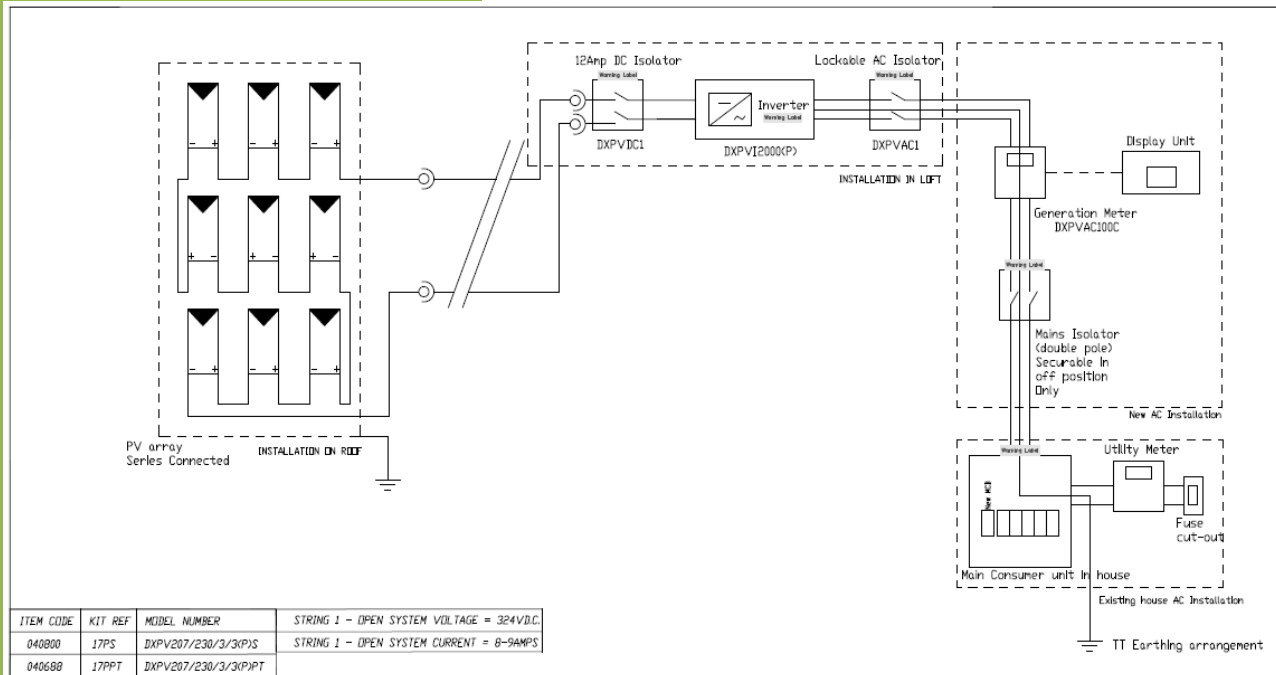 12Amp DC Isolator
Warning Label
DXPVDC1
Inverter
Warning Label
DXPVI2000(P)
Lockable AC Isolator
Warning Label
DXPVAC1
INSTALLATION IN LOFT
Display Unit
Generation Meter
DXPVAC100C
Warning Label
Mains Isolator
(double pole)
Securable in
off position
Only
New AC Installation
- + - + - +
+ - + - + -
- + - + - +
PV array
Series Connected
INSTALLATION ON ROOF
Warning Label
Utility Meter
New MCB
Fuse
cut-out
Main Consumer unit in house
Existing house AC Installation
TT Earthing arrangement
ITEM CODE KIT REF MODEL NUMBER STRING 1 - OPEN SYSTEM VOLTAGE = 324VD.C.
040800 17PS DXPV207/230/3/3(P)S STRING 1 - OPEN SYSTEM CURRENT = 8-9AMPS
040688 17PPT DXPV207/230/3/3(P)PT